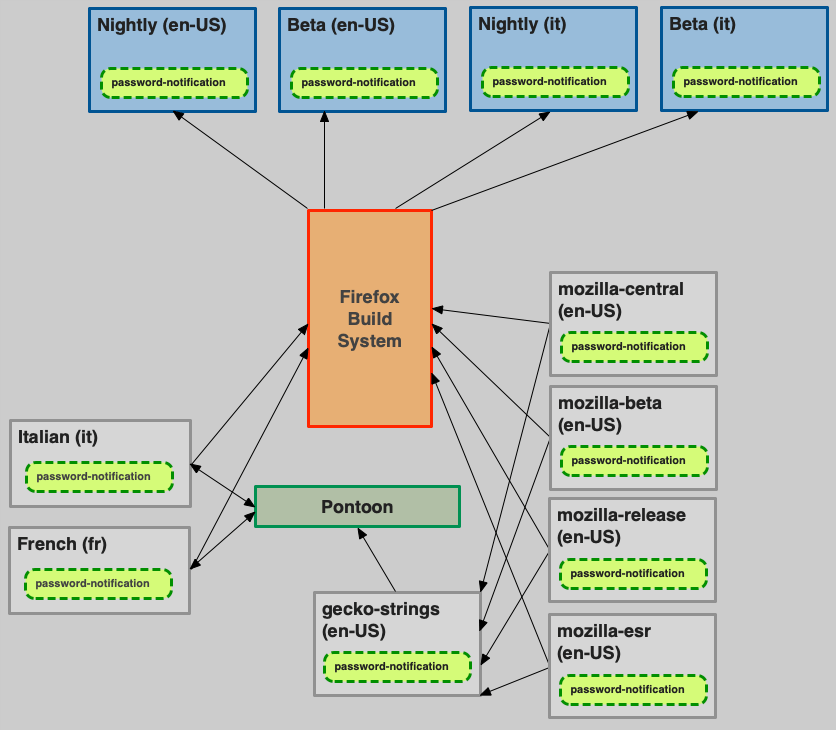 Nightly (en-US)
password-notification
Beta (en-US)
password-notification
Nightly (it)
password-notification
Beta (it)
password-notification
Firefox
Build
System
mozilla-central
(en-US)
password-notification
mozilla-beta
(en-US)
password-notification
Italian (it)
password-notification
Pontoon
mozilla-release
(en-US)
password-notification
French (fr)
password-notification
gecko-strings
(en-US)
password-notification
mozilla-esr
(en-US)
password-notification